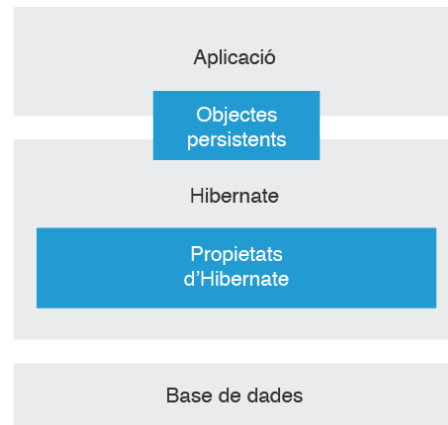 Aplicació
Objectes
persistents
Hibernate
Propietats
d'Hibernate
Base de dades